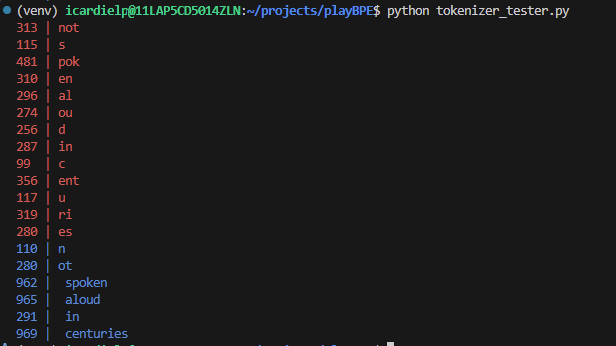 (venv) icardielp@11LAP5CD5014ZLN:~/projects/playBPE$ python tokenizer_tester.py
313 | not
115 | s
481 | pok
310 | en
296 | al
274 | ou
256 | d
287 | in
99  | c
356 | ent
117 | u
319 | ri
280 | es
110 | n
280 | ot
962 |  spoken
965 |  aloud
291 |  in
969 |  centuries